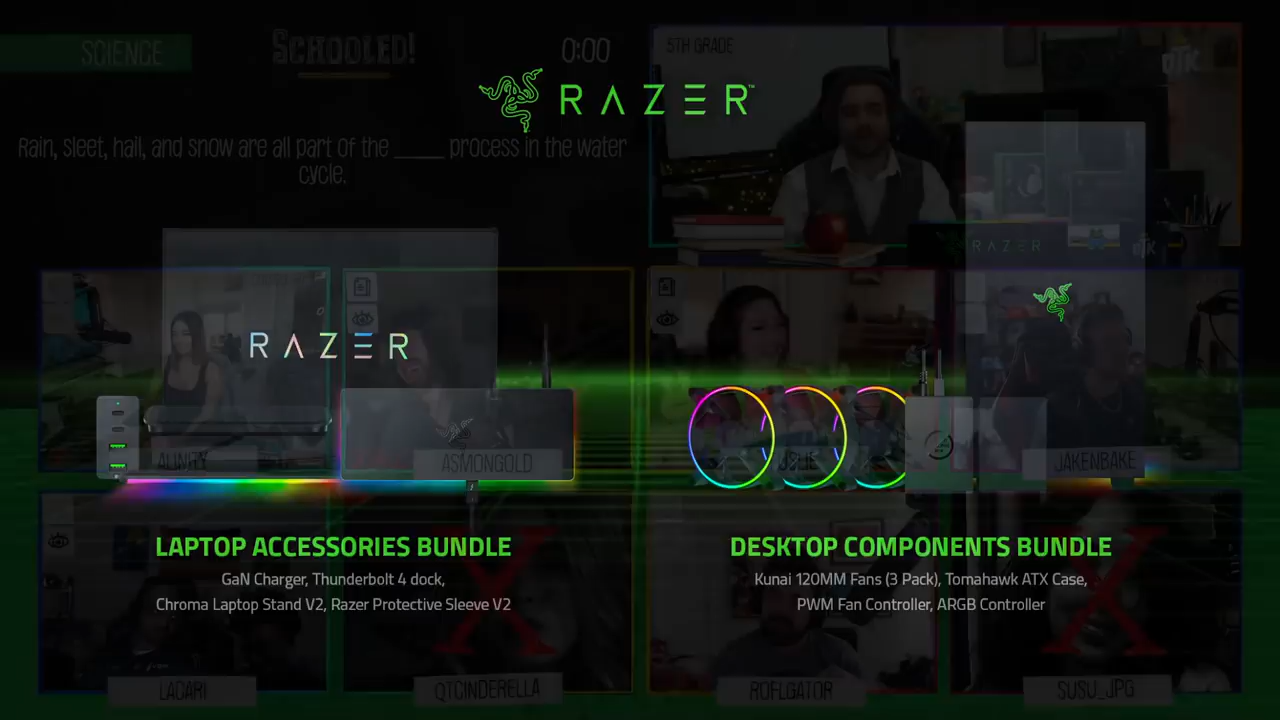 SCIENCE
SCHOOLED!
0:00
5TH GRADE
OTK
RAZER™
Rain, sleet, hail, and snow are all part of the _____ process in the water
cycle.
RAZER
OTK
RAZER
ALINITY
ASMONGOLD
JAKENBAKE
LAPTOP ACCESSORIES BUNDLE
GaN Charger, Thunderbolt 4 dock,
Chroma Laptop Stand V2, Razer Protective Sleeve V2
DESKTOP COMPONENTS BUNDLE
Kunai 120MM Fans (3 Pack), Tomahawk ATX Case,
PWM Fan Controller, ARGB Controller
X
X
LACARI
QTCINDERELLA
ROFLGATOR
SUSU_JPG